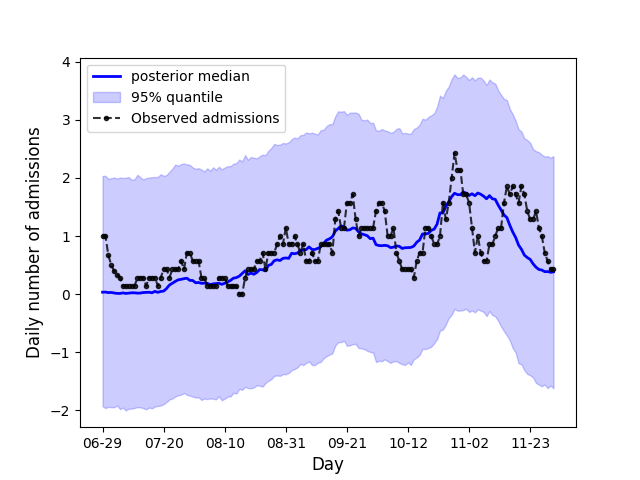 4
3
2
1
0
−1
−2
Daily number of admissions
posterior median
95% quantile
Observed admissions
06-29 07-20 08-10 08-31 09-21 10-12 11-02 11-23
Day